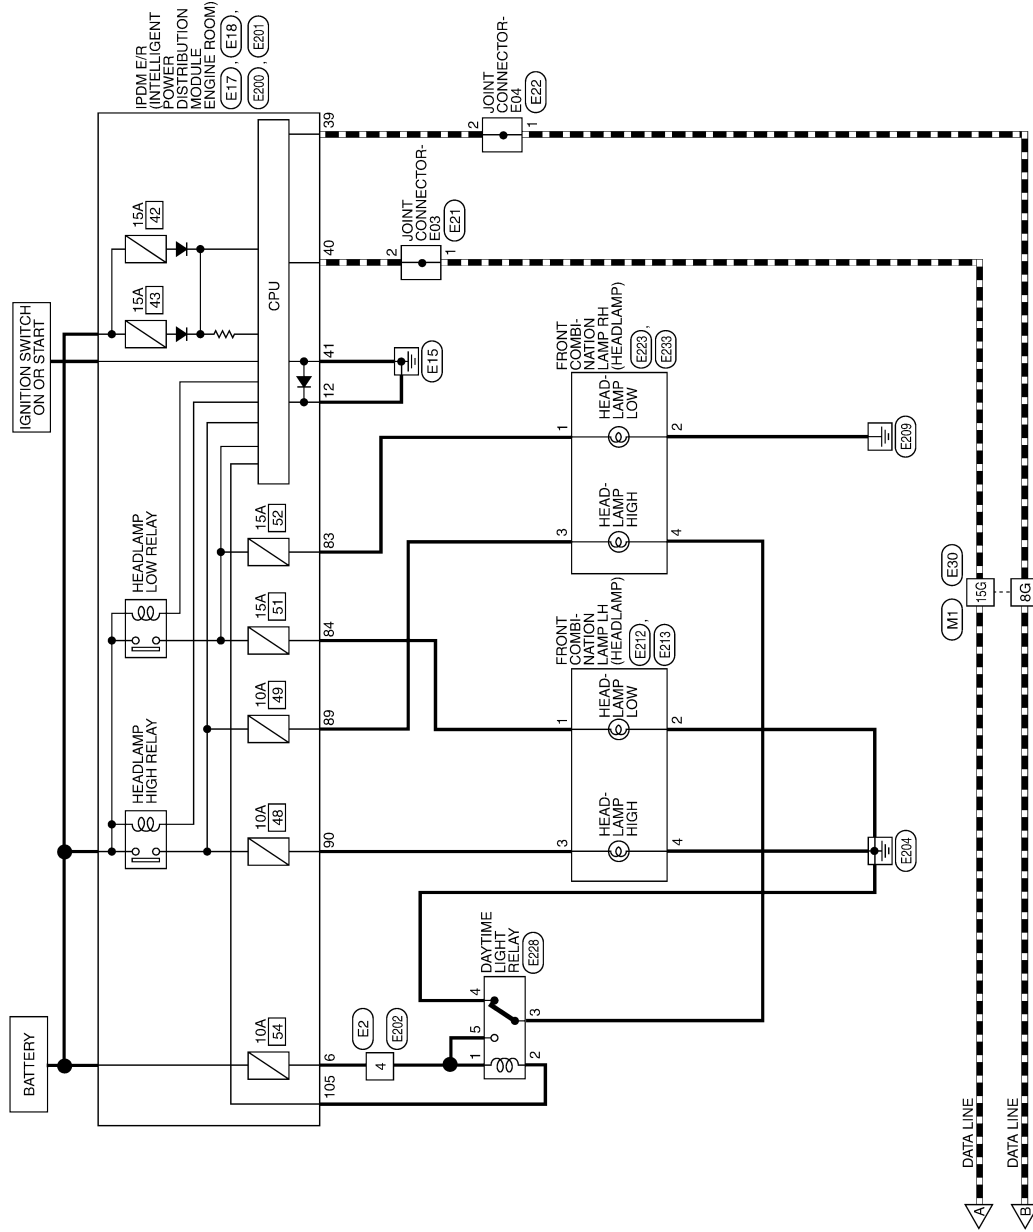 BATTERY
IGNITION SWITCH
ON OR START
IPDM E/R
(INTELLIGENT
POWER
DISTRIBUTION
MODULE
ENGINE ROOM)
E17 , E18 ,
E200 , E201
HEADLAMP
HIGH RELAY
HEADLAMP
LOW RELAY
15A
43
15A
42
CPU
10A
54
10A
48
10A
49
15A
51
15A
52
105
6
90
89
84
83
12
41
40
39
E15
4
E2
E202
1
5
4
2
3
DAYTIME
LIGHT
RELAY
E228
JOINT
CONNECTOR-
E03
E21
2
1
JOINT
CONNECTOR-
E04
E22
2
1
FRONT
COMBI-
NATION
LAMP LH
(HEADLAMP)
E212 ,
E213
3
HEAD-
LAMP
HIGH
4
1
HEAD-
LAMP
LOW
2
FRONT
COMBI-
NATION
LAMP RH
(HEADLAMP)
E223 ,
E233
3
HEAD-
LAMP
HIGH
4
1
HEAD-
LAMP
LOW
2
E204
E209
A
DATA LINE
M1
15G
E30
B
DATA LINE
8G